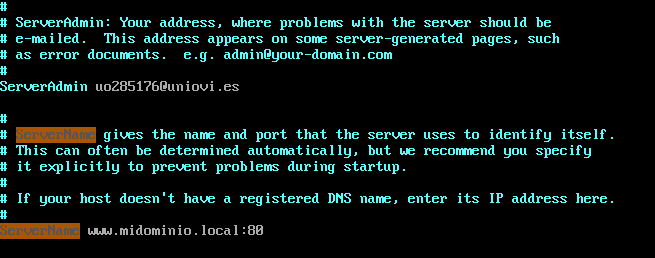 #
# ServerAdmin: Your address, where problems with the server should be
# e-mailed.  This address appears on some server-generated pages, such
# as error documents.  e.g. admin@your-domain.com
#
ServerAdmin uo285176@uniovi.es
#
# ServerName gives the name and port that the server uses to identify itself.
# This can often be determined automatically, but we recommend you specify
# it explicitly to prevent problems during startup.
#
# If your host doesn't have a registered DNS name, enter its IP address here.
#
ServerName www.midominio.local:80